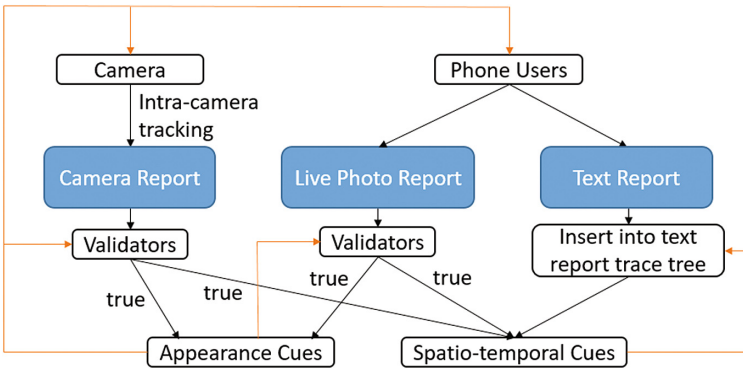 Camera
Phone Users
Intra-camera
tracking
Camera Report
Live Photo Report
Text Report
Validators
Validators
Insert into text
report trace tree
true
true
true
true
Appearance Cues
Spatio-temporal Cues